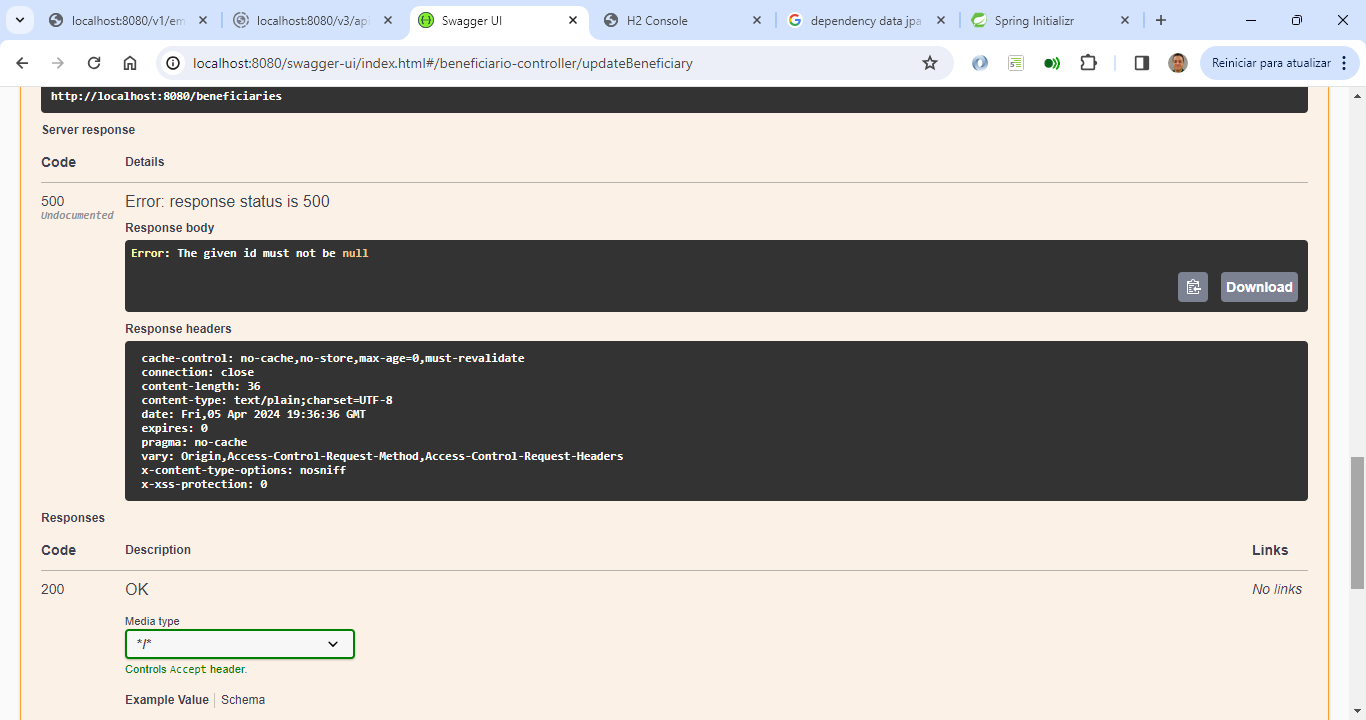 localhost:8080/v1/em
localhost:8080/v3/api
Swagger UI
H2 Console
dependency data jpa
Spring Initializr
localhost:8080/swagger-ui/index.html#/beneficiario-controller/updateBeneficiary
Reiniciar para atualizar
http://localhost:8080/beneficiaries
Server response
Code Details
500 Error: response status is 500
Undocumented
Response body
Error: The given id must not be null
Download
Response headers
cache-control: no-cache,no-store,max-age=0,must-revalidate
connection: close
content-length: 36
content-type: text/plain;charset=UTF-8
date: Fri,05 Apr 2024 19:36:36 GMT
expires: 0
pragma: no-cache
vary: Origin,Access-Control-Request-Method,Access-Control-Request-Headers
x-content-type-options: nosniff
x-xss-protection: 0
Responses
Code Description Links
200 OK No links
Media type
*/*
Controls Accept header.
Example Value Schema